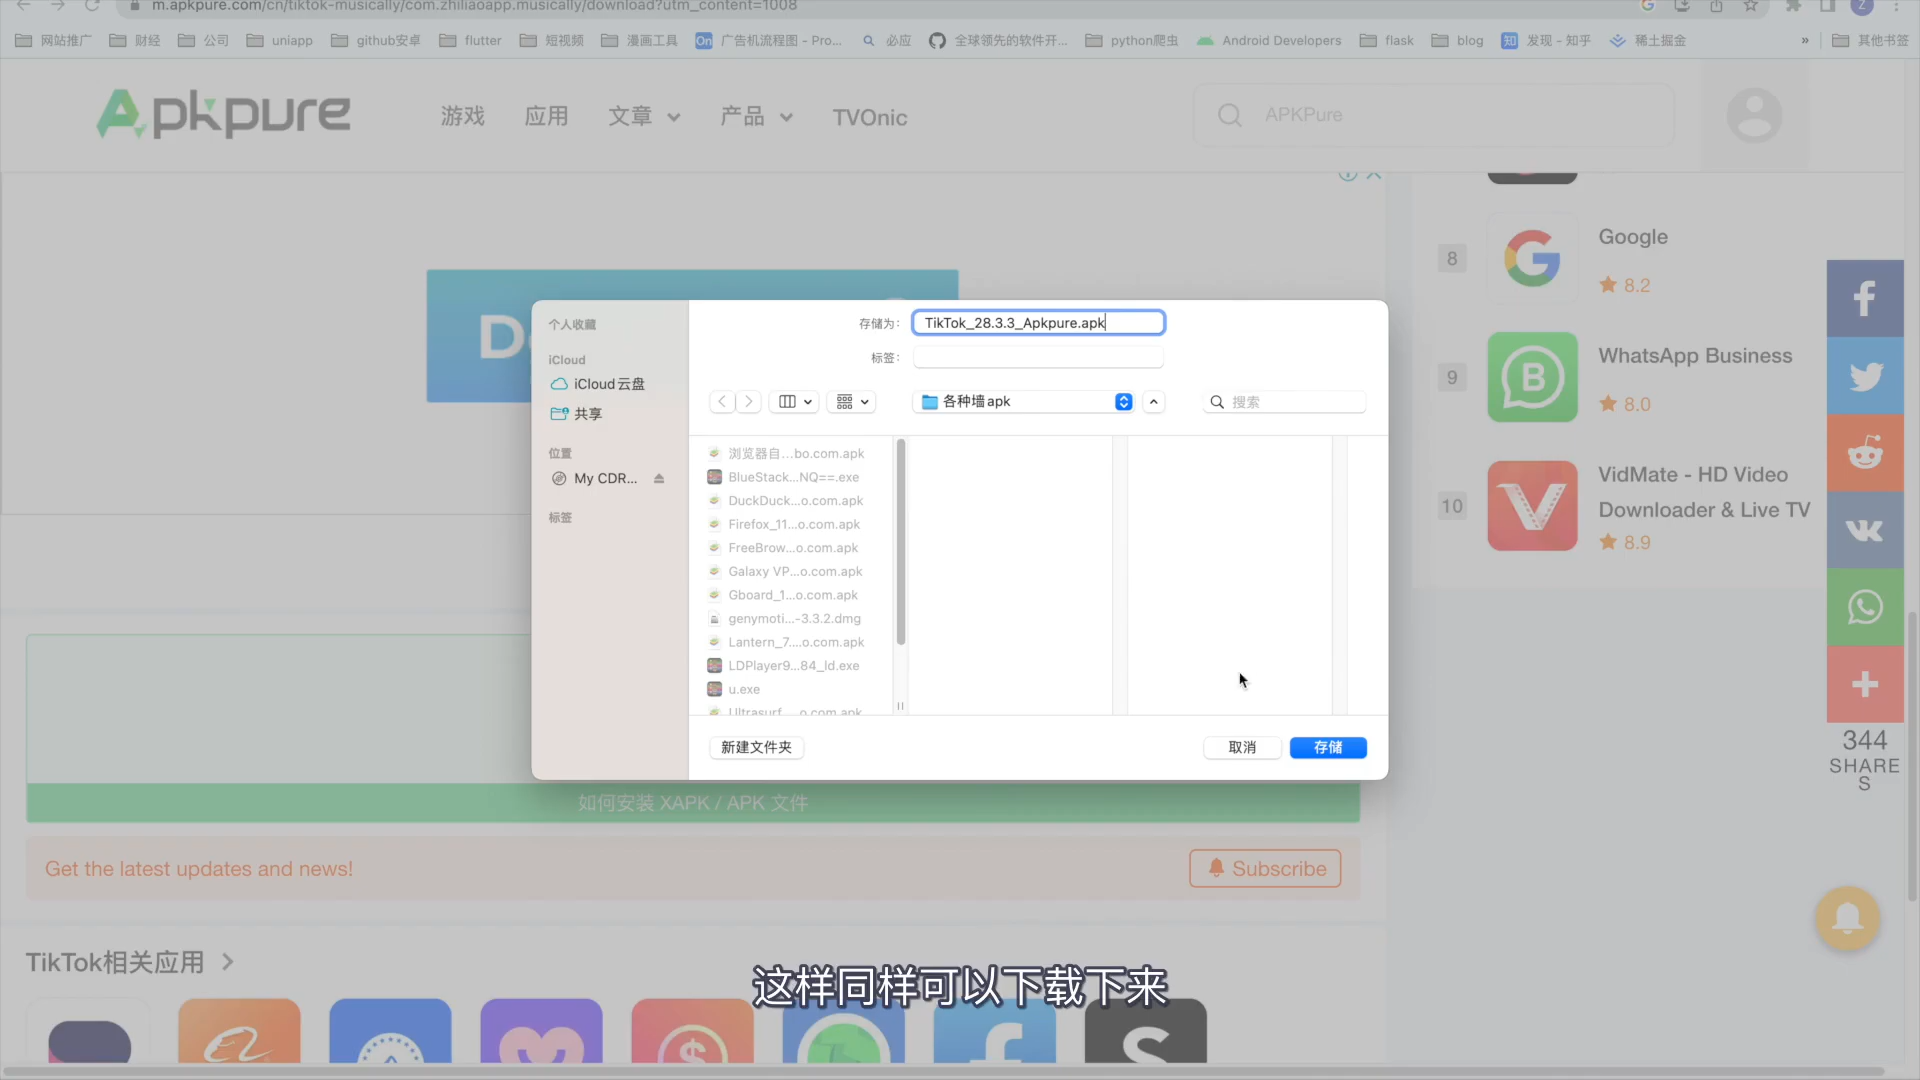 m.apkpure.com/cn/tiktok-musically/com.zhiliaoapp.musically/download?utm_content=1008
Z
网站推广
财经
公司
uniapp
github安卓
flutter
短视频
漫画工具
On 广告机流程图 - Pro...
必应
全球领先的软件开...
python爬虫
Android Developers
flask
blog
知 发现 - 知乎
稀土掘金
»
其他书签
Apkpure
游戏
应用
文章
产品
TVOnic
APKPure
8
Google
8.2
9
WhatsApp Business
8.0
10
VidMate - HD Video
Downloader & Live TV
8.9
344
SHARE
S
个人收藏
iCloud
iCloud云盘
共享
位置
My CDR...
标签
存储为:
TikTok_28.3.3_Apkpure.apk
标签:
各种墙apk
搜索
浏览器自...bo.com.apk
BlueStack...NQ==.exe
DuckDuck...o.com.apk
Firefox_11...o.com.apk
FreeBrow...o.com.apk
Galaxy VP...o.com.apk
Gboard_1...o.com.apk
genymoti...-3.3.2.dmg
Lantern_7....o.com.apk
LDPlayer9...84_ld.exe
u.exe
Ultrasurf_...o.com.apk
新建文件夹
取消
存储
如何安装 XAPK / APK 文件
Get the latest updates and news!
Subscribe
TikTok相关应用
这样同样可以下载下来